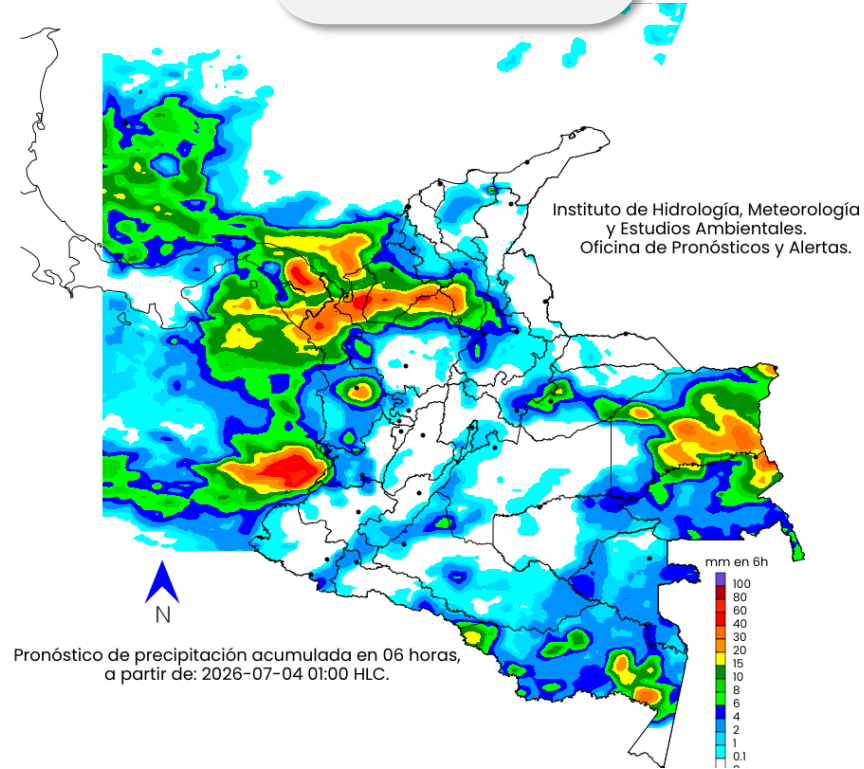 Instituto de Hidrología, Meteorología
y Estudios Ambientales.
Oficina de Pronósticos y Alertas.
mm en 6h
100
80
60
40
30
20
15
10
8
6
4
2
1
0.1
N
Pronóstico de precipitación acumulada en 06 horas,
a partir de: 2026-07-04 01:00 HLC.